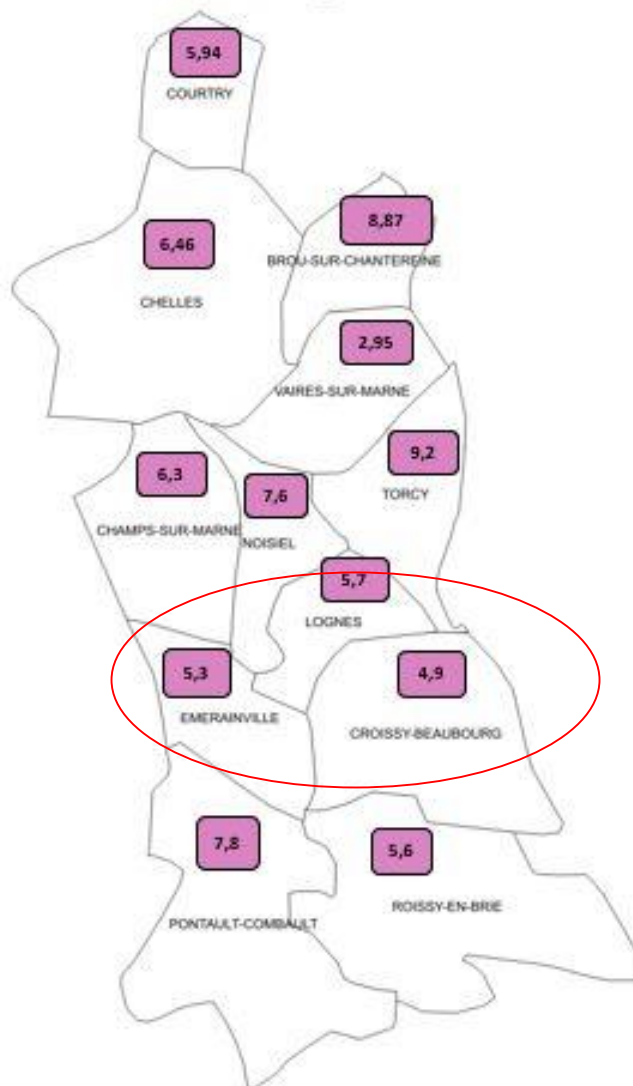 5,94
COURTRY
8,87
BROU-SUR-CHANTEREINE
6,46
CHELLES
2,95
VAIRES-SUR-MARNE
9,2
TORCY
6,3
CHAMPS-SUR-MARNE
7,6
NOISIEL
5,7
LOGNES
5,3
EMERAINVILLE
4,9
CROISSY-BEAUBOURG
7,8
PONTAULT-COMBAULT
5,6
ROISSY-EN-BRIE